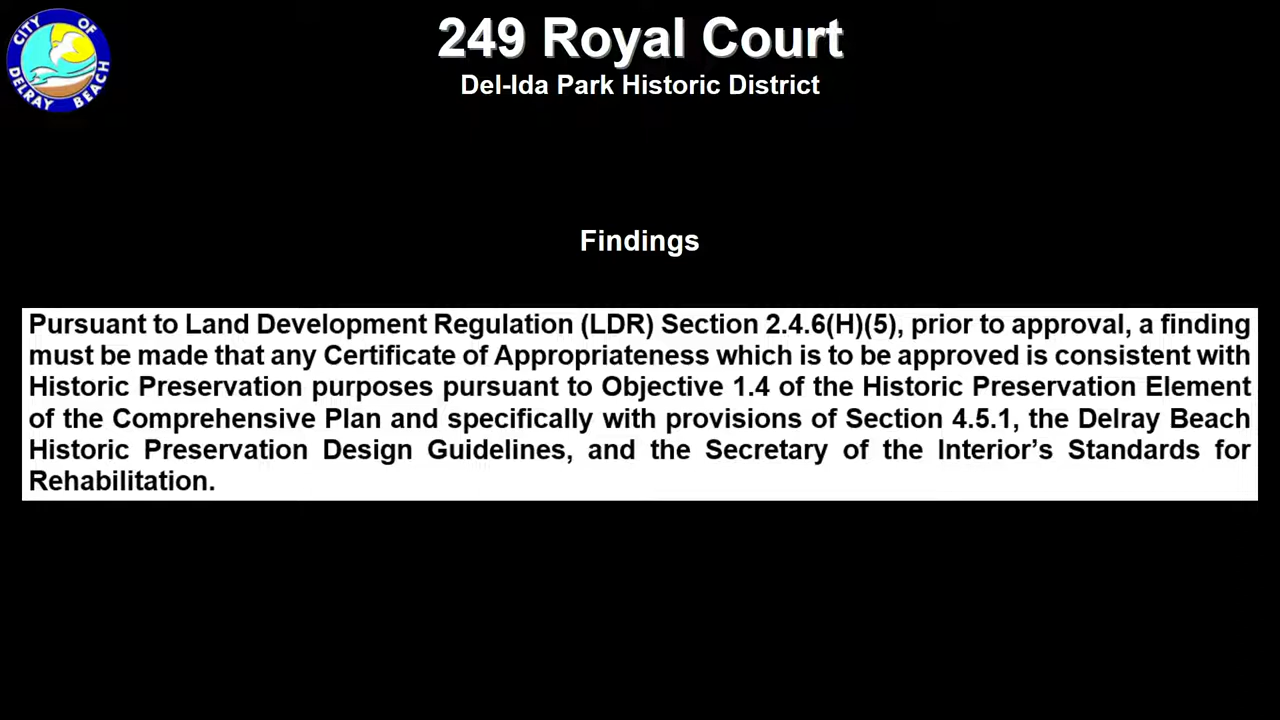 CITY OF
DELRAY BEACH
249 Royal Court
Del-Ida Park Historic District
Findings
Pursuant to Land Development Regulation (LDR) Section 2.4.6(H)(5), prior to approval, a finding
must be made that any Certificate of Appropriateness which is to be approved is consistent with
Historic Preservation purposes pursuant to Objective 1.4 of the Historic Preservation Element
of the Comprehensive Plan and specifically with provisions of Section 4.5.1, the Delray Beach
Historic Preservation Design Guidelines, and the Secretary of the Interior’s Standards for
Rehabilitation.